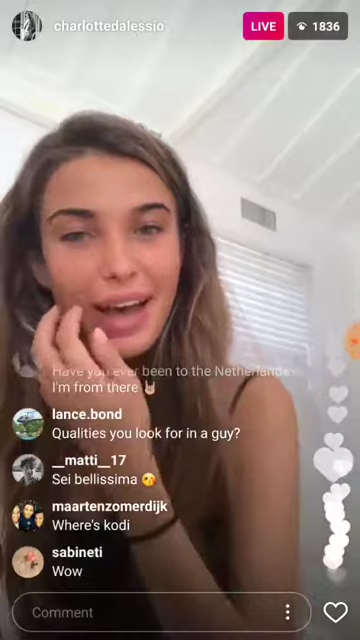 charlottedalessio
LIVE
1836
Have you ever been to the Netherlands
I'm from there 🤘🏻
lance.bond
Qualities you look for in a guy?
__matti__17
Sei bellissima 😘
maartenzomerdijk
Where's kodi
sabineti
Wow
Comment